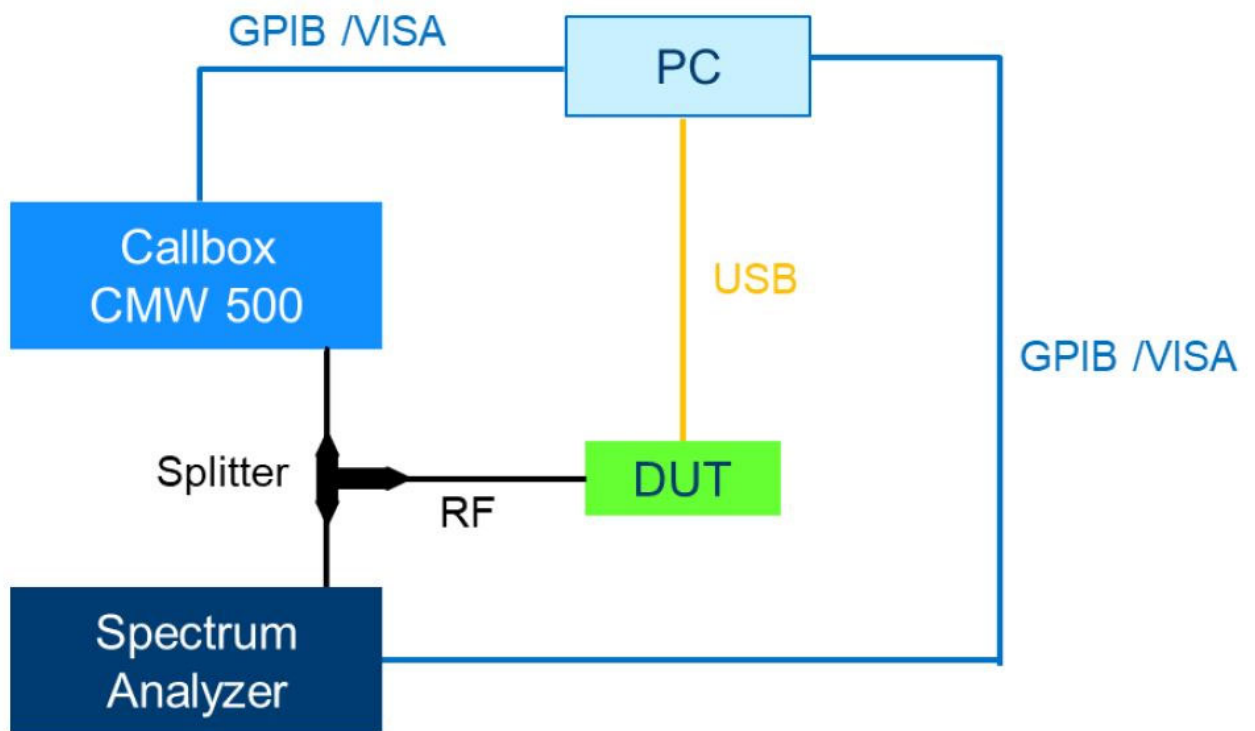 GPIB /VISA
PC
Callbox
CMW 500
USB
GPIB /VISA
Splitter
RF
DUT
Spectrum
Analyzer